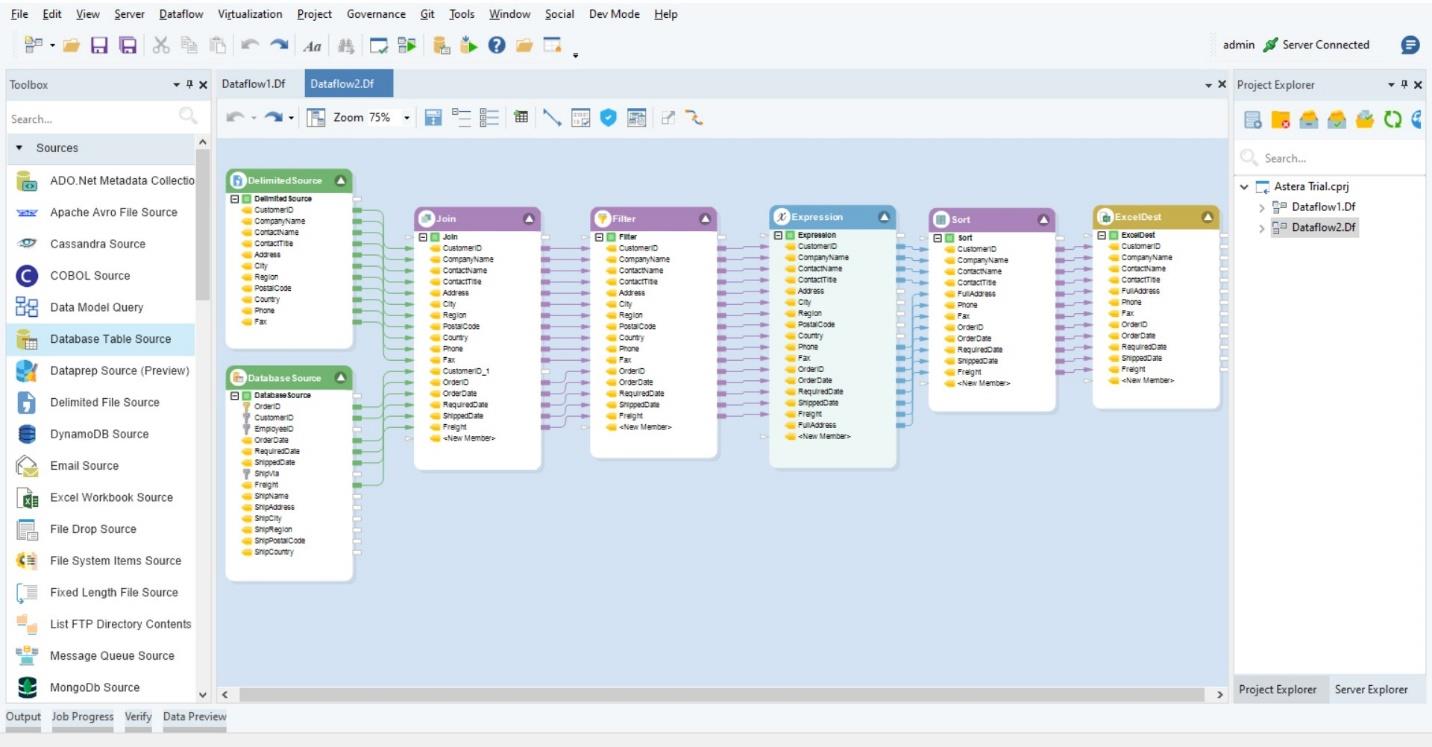 File Edit View Server Dataflow Virtualization Project Governance Git Tools Window Social Dev Mode Help
Aa
admin Server Connected
Toolbox
Search...
Sources
ADO.Net Metadata Collectio
Apache Avro File Source
Cassandra Source
COBOL Source
Data Model Query
Database Table Source
Dataprep Source (Preview)
Delimited File Source
DynamoDB Source
Email Source
Excel Workbook Source
File Drop Source
File System Items Source
Fixed Length File Source
List FTP Directory Contents
Message Queue Source
MongoDb Source
Dataflow1.Df Dataflow2.Df
Zoom 75%
DelimitedSource
DelimitedSource
CustomerID
CompanyName
ContactName
ContactTitle
Address
City
Region
PostalCode
Country
Phone
Fax
DatabaseSource
DatabaseSource
OrderID
CustomerID
EmployeeID
OrderDate
RequiredDate
ShippedDate
ShipVia
Freight
ShipName
ShipAddress
ShipCity
ShipRegion
ShipPostalCode
ShipCountry
Join
Join
CustomerID
CompanyName
ContactName
ContactTitle
Address
City
Region
PostalCode
Country
Phone
Fax
CustomerID_1
OrderID
OrderDate
RequiredDate
ShippedDate
Freight
<New Member>
Filter
Filter
CustomerID
CompanyName
ContactName
ContactTitle
Address
City
Region
PostalCode
Country
Phone
Fax
OrderID
OrderDate
RequiredDate
ShippedDate
Freight
<New Member>
Expression
Expression
CustomerID
CompanyName
ContactName
ContactTitle
Address
City
Region
PostalCode
Country
Phone
Fax
OrderID
OrderDate
RequiredDate
ShippedDate
Freight
FullAddress
<New Member>
Sort
Sort
CustomerID
CompanyName
ContactName
ContactTitle
FullAddress
Phone
Fax
OrderID
OrderDate
RequiredDate
ShippedDate
Freight
<New Member>
ExcelDest
ExcelDest
CustomerID
CompanyName
ContactName
ContactTitle
FullAddress
Phone
Fax
OrderID
OrderDate
RequiredDate
ShippedDate
Freight
<New Member>
Project Explorer
Search...
Astera Trial.cprj
Dataflow1.Df
Dataflow2.Df
Project Explorer Server Explorer
Output Job Progress Verify Data Preview